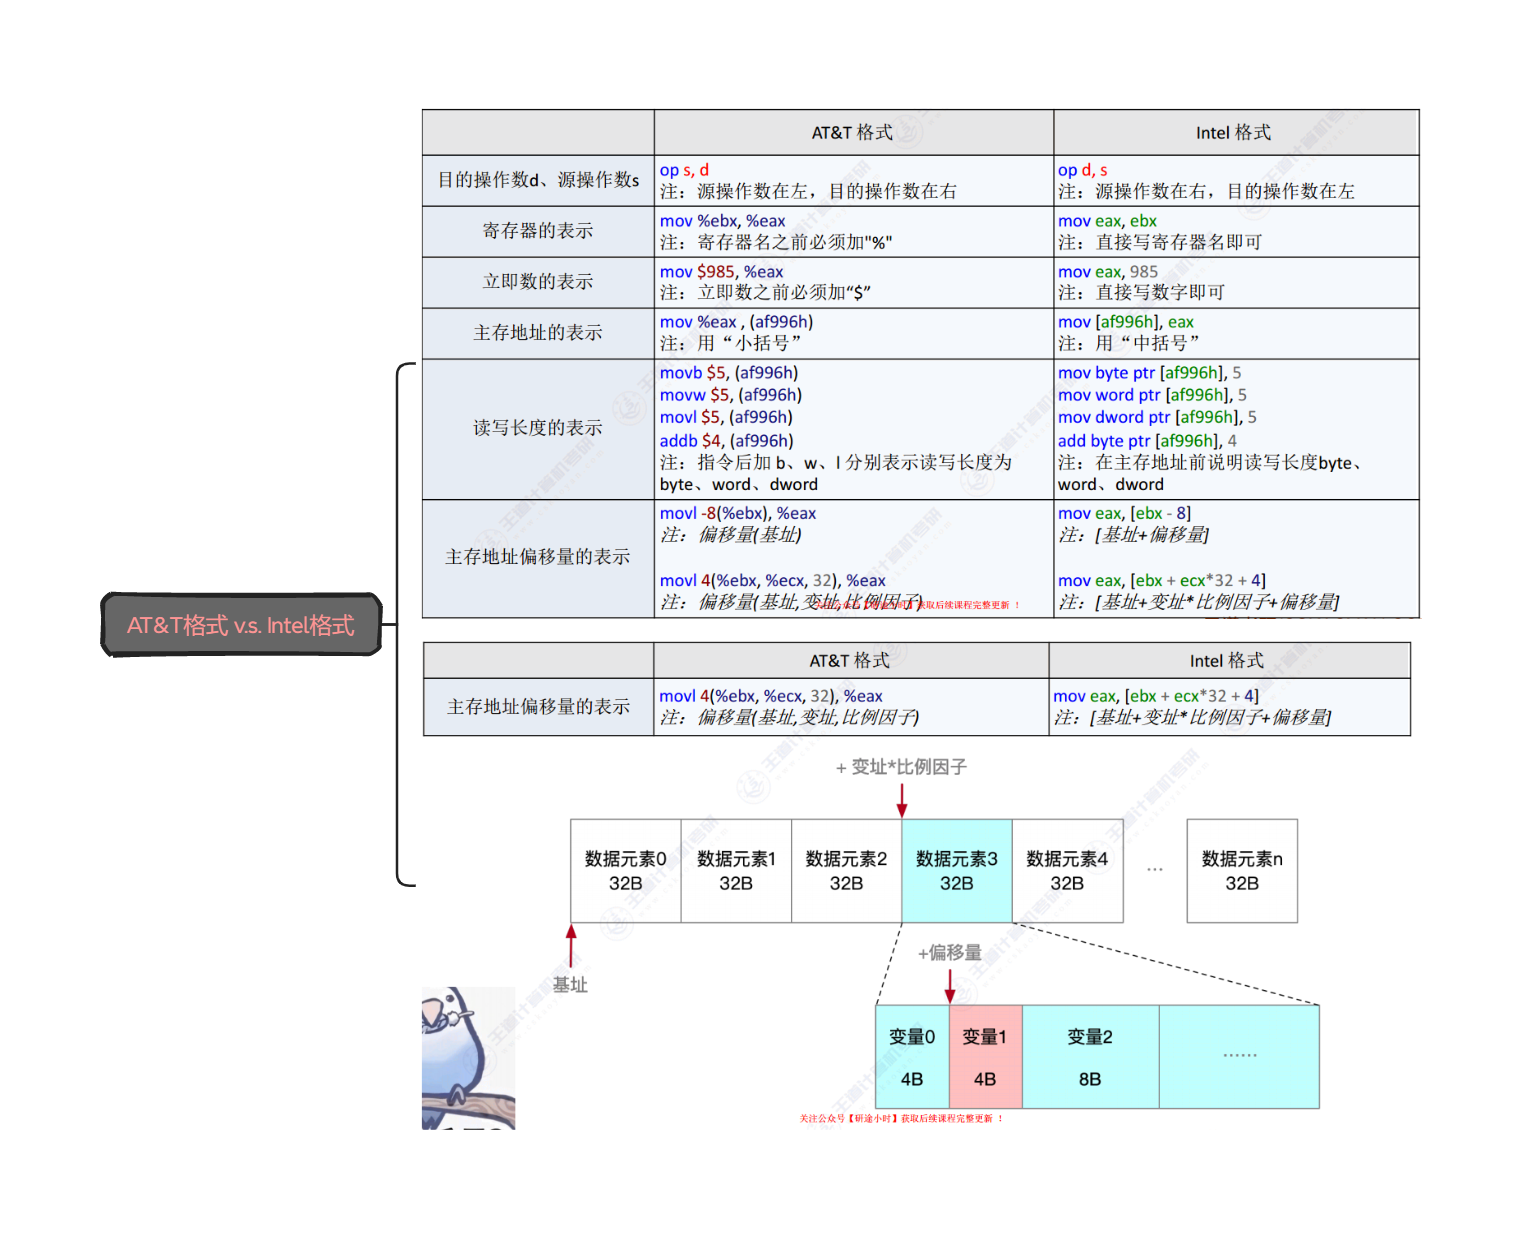 AT&T格式 v.s. Intel格式
AT&T 格式
Intel 格式
目的操作数d、源操作数s
op s, d
注：源操作数在左，目的操作数在右
op d, s
注：源操作数在右，目的操作数在左
寄存器的表示
mov %ebx, %eax
注：寄存器名之前必须加"%"
mov eax, ebx
注：直接写寄存器名即可
立即数的表示
mov $985, %eax
注：立即数之前必须加“$”
mov eax, 985
注：直接写数字即可
主存地址的表示
mov %eax , (af996h)
注：用“小括号”
mov [af996h], eax
注：用“中括号”
读写长度的表示
movb $5, (af996h)
movw $5, (af996h)
movl $5, (af996h)
addb $4, (af996h)
注：指令后加 b、w、l 分别表示读写长度为
byte、word、dword
mov byte ptr [af996h], 5
mov word ptr [af996h], 5
mov dword ptr [af996h], 5
add byte ptr [af996h], 4
注：在主存地址前说明读写长度byte、
word、dword
主存地址偏移量的表示
movl -8(%ebx), %eax
注：偏移量(基址)
movl 4(%ebx, %ecx, 32), %eax
注：偏移量(基址,变址,比例因子)
mov eax, [ebx - 8]
注：[基址+偏移量]
mov eax, [ebx + ecx*32 + 4]
注：[基址+变址*比例因子+偏移量]
AT&T 格式
Intel 格式
主存地址偏移量的表示
movl 4(%ebx, %ecx, 32), %eax
注：偏移量(基址,变址,比例因子)
mov eax, [ebx + ecx*32 + 4]
注：[基址+变址*比例因子+偏移量]
+ 变址*比例因子
数据元素0
32B
数据元素1
32B
数据元素2
32B
数据元素3
32B
数据元素4
32B
...
数据元素n
32B
基址
+偏移量
变量0
4B
变量1
4B
变量2
8B
......
关注公众号【研途小时】获取后续课程完整更新 ！
王道计算机考研